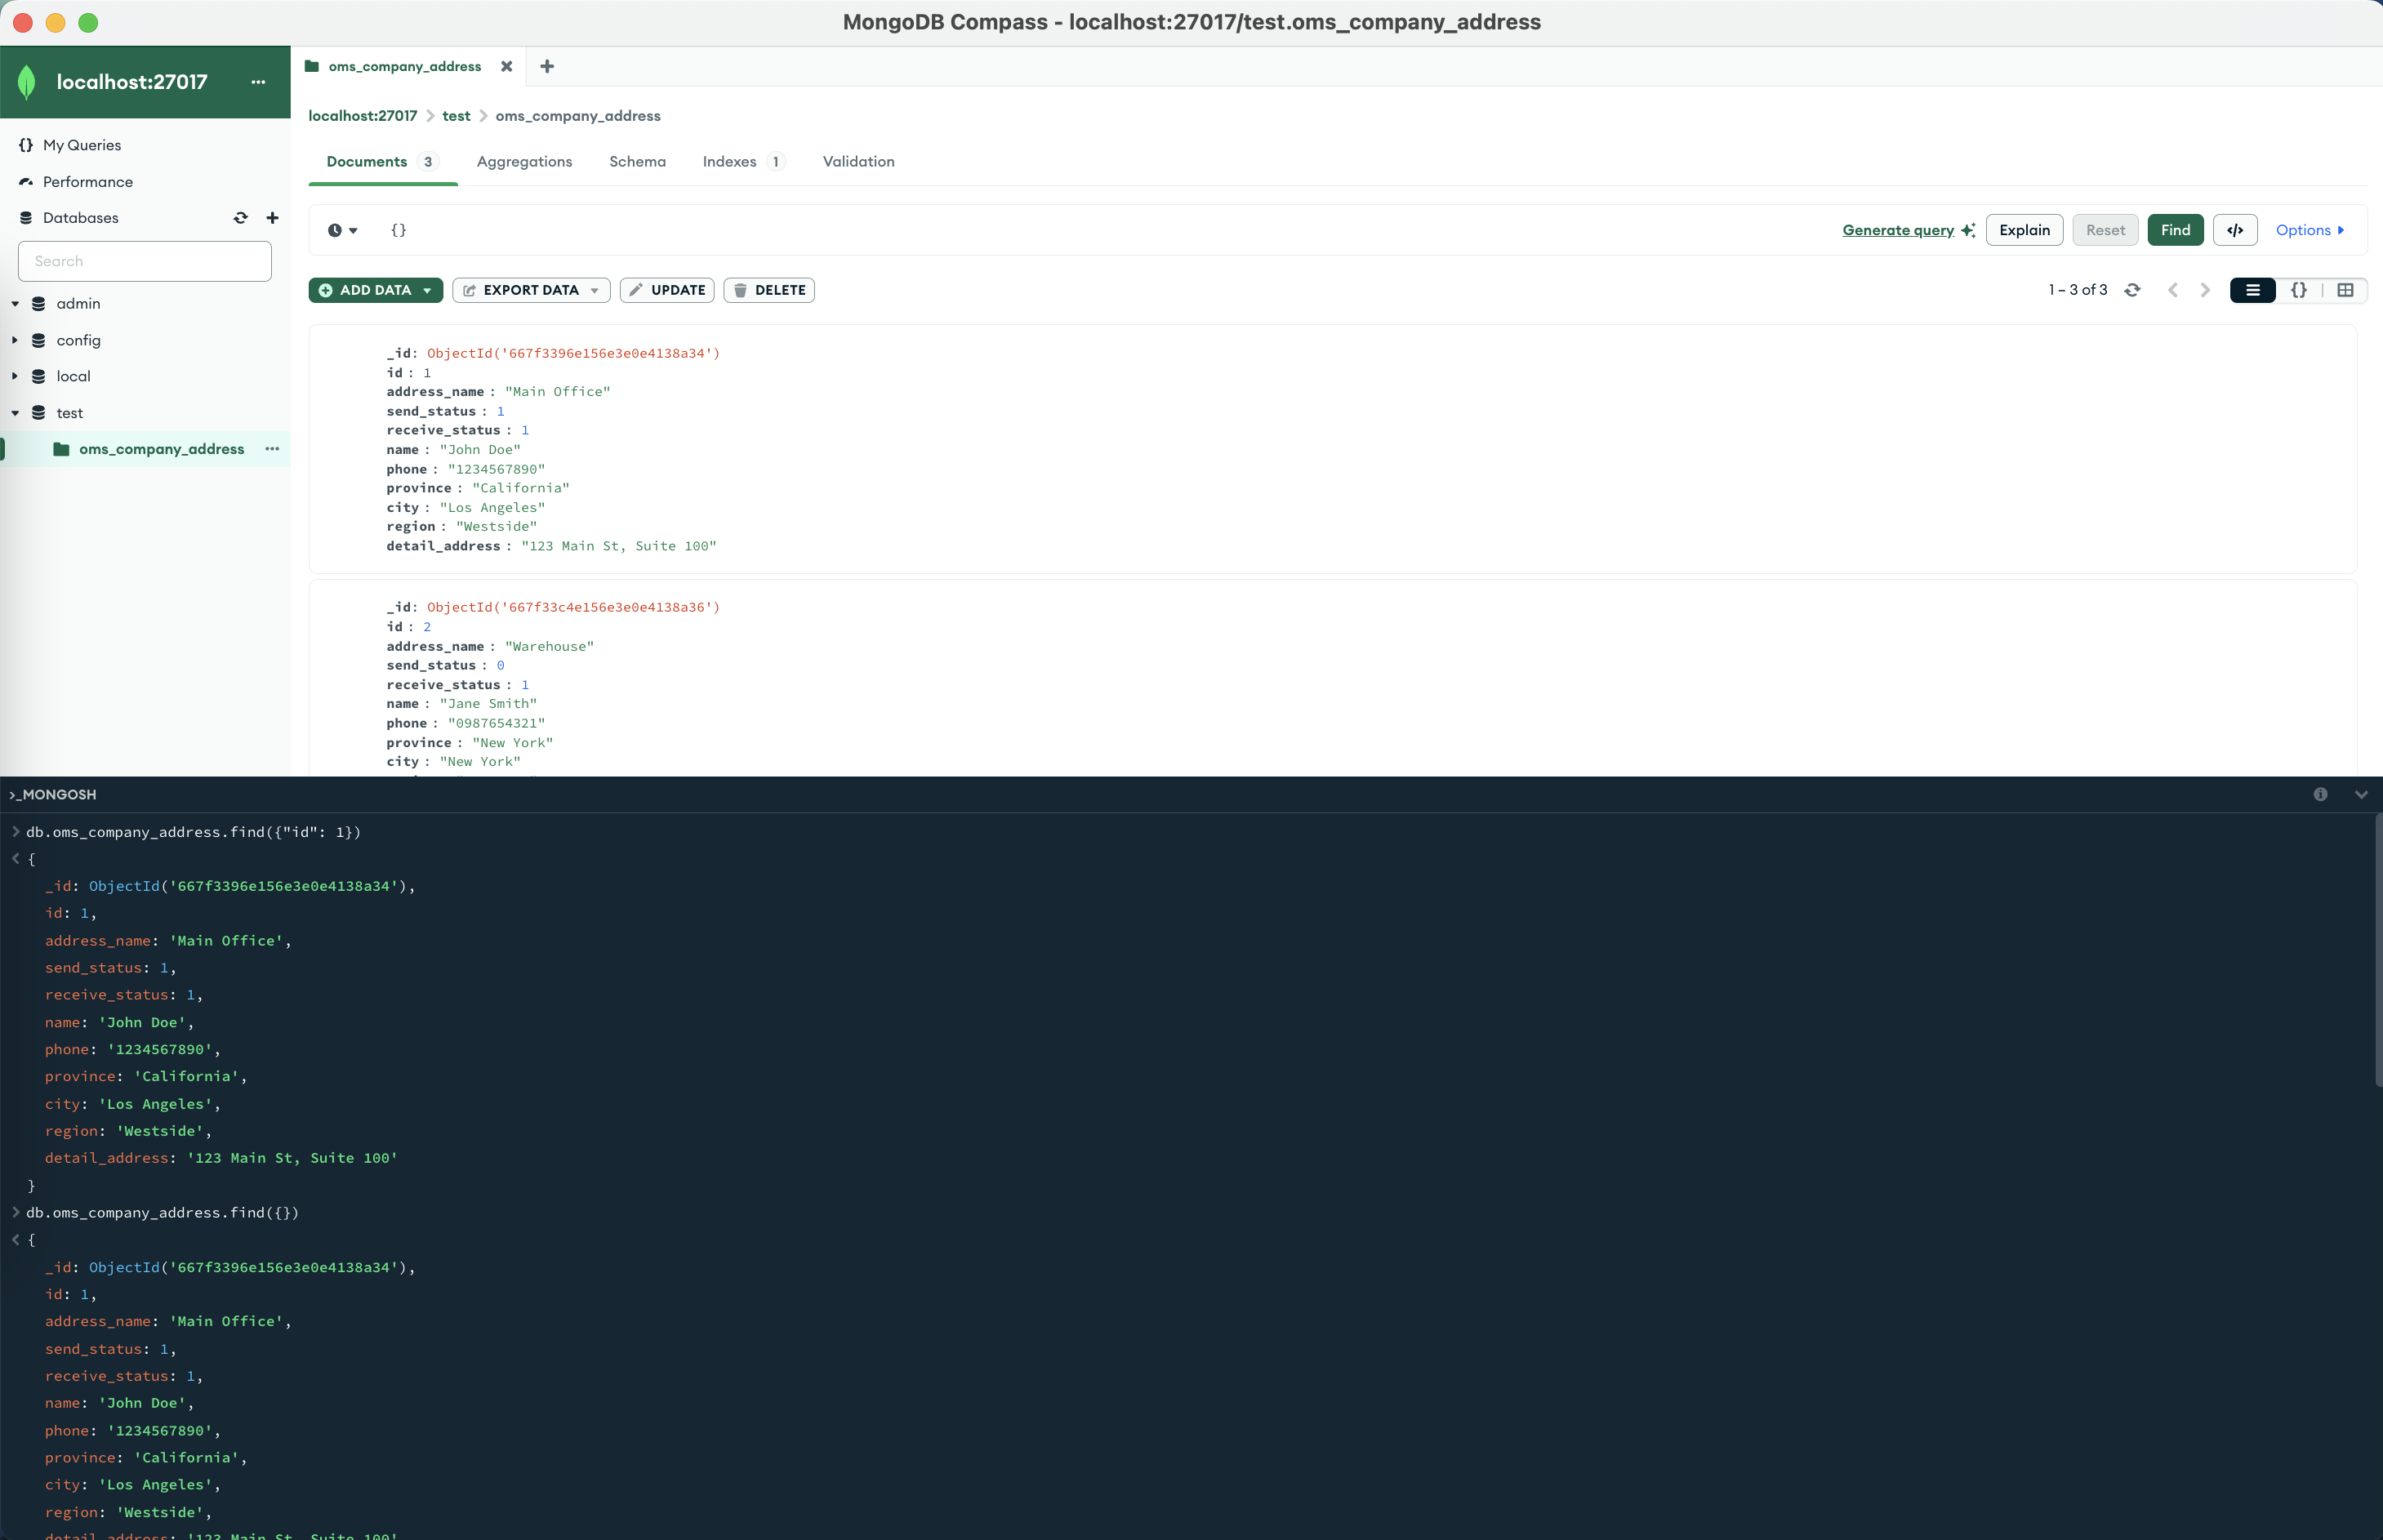 MongoDB Compass - localhost:27017/test.oms_company_address
localhost:27017
My Queries
Performance
Databases
Search
admin
config
local
test
oms_company_address
oms_company_address
localhost:27017 > test > oms_company_address
Documents 3 Aggregations Schema Indexes 1 Validation
{} Generate query Explain Reset Find </> Options
ADD DATA EXPORT DATA UPDATE DELETE 1 – 3 of 3 {}
_id: ObjectId('667f3396e156e3e0e4138a34')
id : 1
address_name : "Main Office"
send_status : 1
receive_status : 1
name : "John Doe"
phone : "1234567890"
province : "California"
city : "Los Angeles"
region : "Westside"
detail_address : "123 Main St, Suite 100"
_id: ObjectId('667f33c4e156e3e0e4138a36')
id : 2
address_name : "Warehouse"
send_status : 0
receive_status : 1
name : "Jane Smith"
phone : "0987654321"
province : "New York"
city : "New York"
>_MONGOSH
> db.oms_company_address.find({"id": 1})
< {
_id: ObjectId('667f3396e156e3e0e4138a34'),
id: 1,
address_name: 'Main Office',
send_status: 1,
receive_status: 1,
name: 'John Doe',
phone: '1234567890',
province: 'California',
city: 'Los Angeles',
region: 'Westside',
detail_address: '123 Main St, Suite 100'
}
> db.oms_company_address.find({})
< {
_id: ObjectId('667f3396e156e3e0e4138a34'),
id: 1,
address_name: 'Main Office',
send_status: 1,
receive_status: 1,
name: 'John Doe',
phone: '1234567890',
province: 'California',
city: 'Los Angeles',
region: 'Westside',
detail_address: '123 Main St, Suite 100'